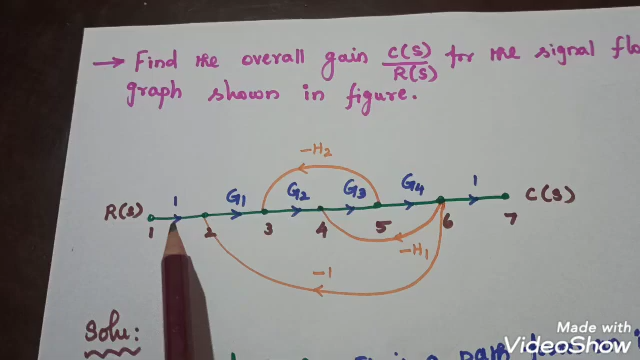 → Find the overall gain C(S)/R(S) for the signal flo
graph shown in figure.
-H2
R(S) 1 G1 G2 G3 G4 1 C(S)
1 2 3 4 5 6 7
-H1
-1
Solu:
Made with
VideoShow